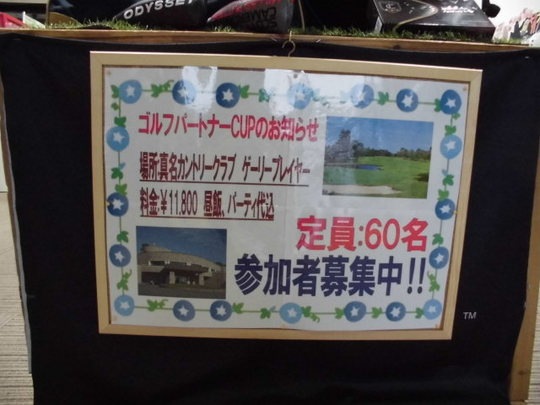 ODYSSEY
ゴルフパートナーCUPのお知らせ
場所:真名カントリークラブ ゲーリープレイヤー
料金:¥11,800 昼飯、パーティ代込
定員:60名
参加者募集中!!
TM